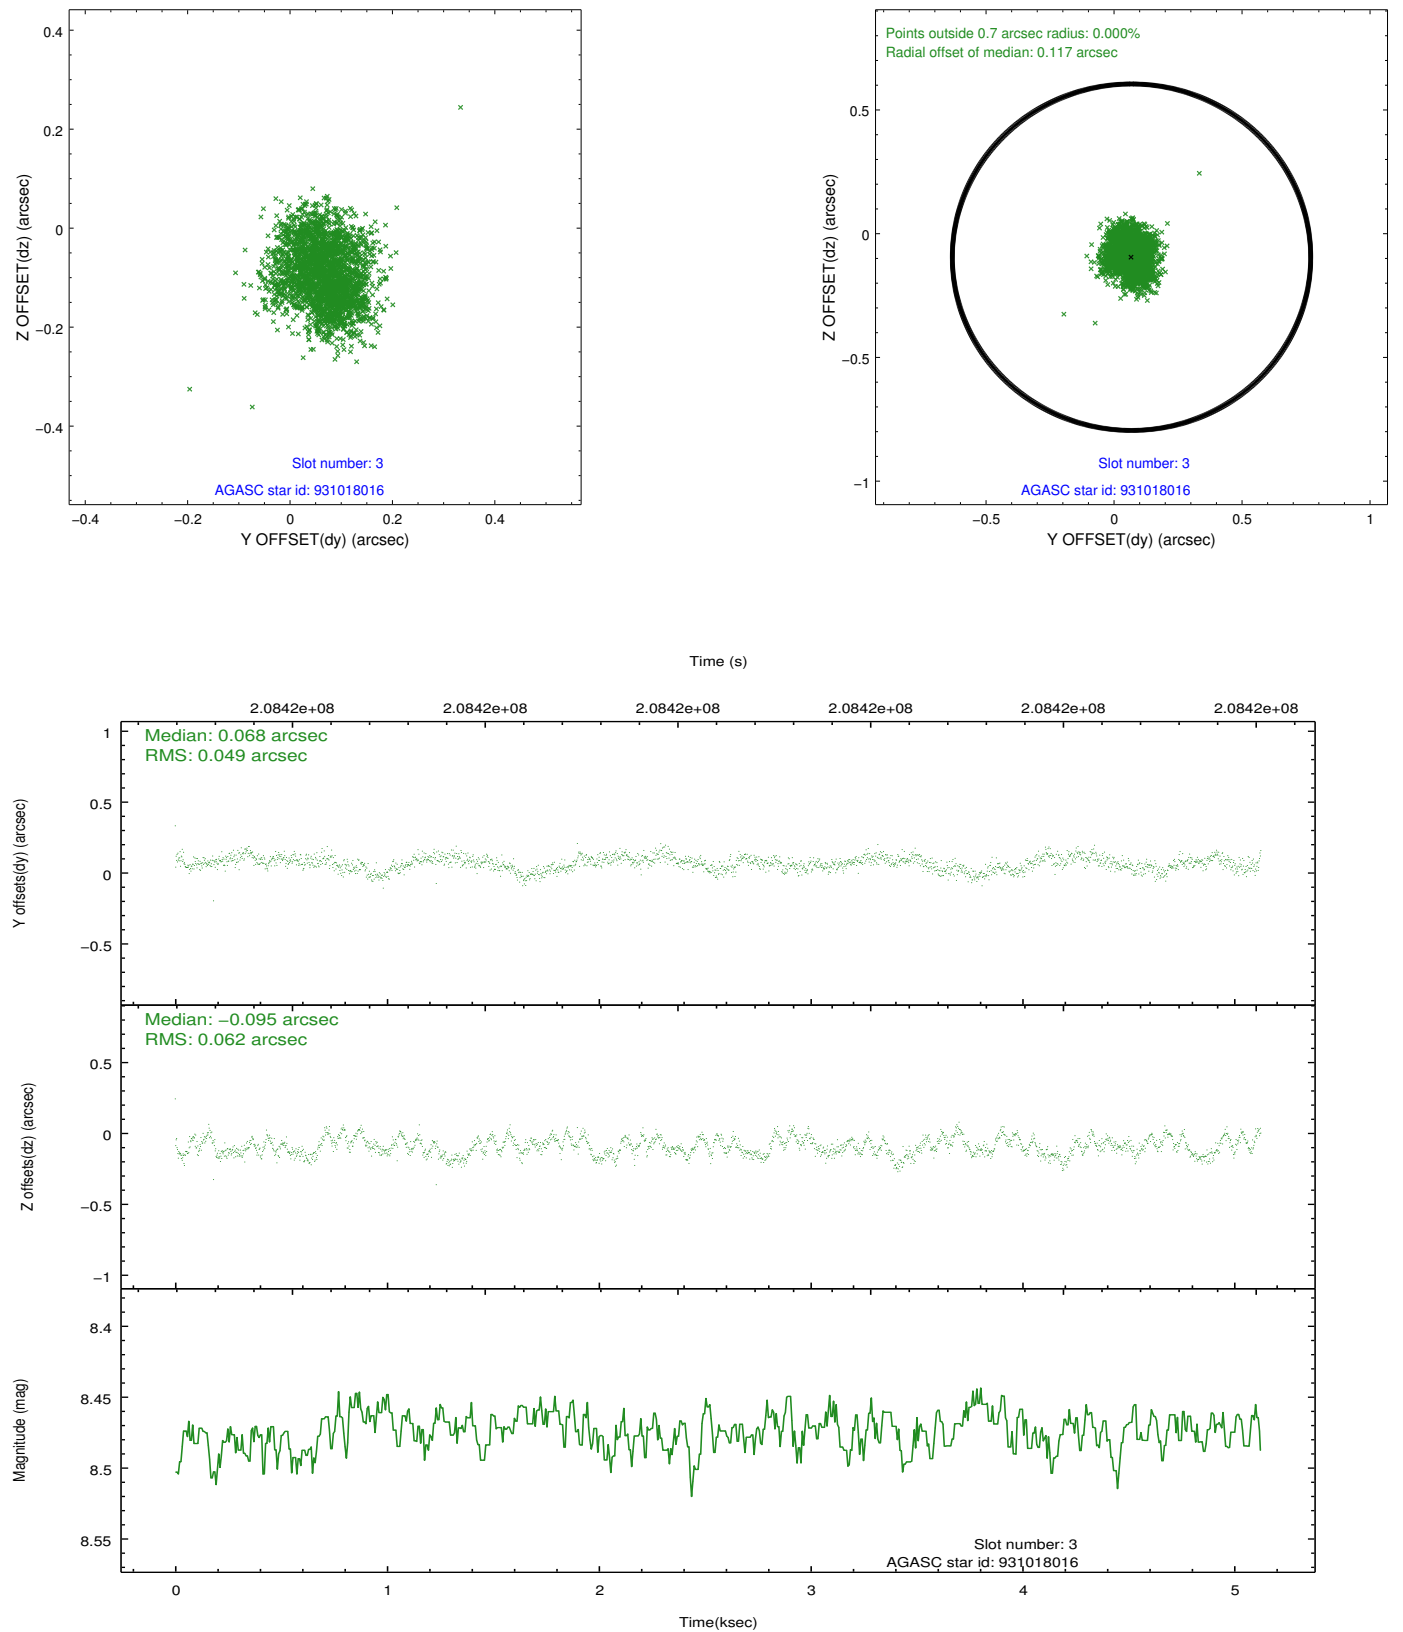 0.4
0.2
0
−0.2
−0.4
Z OFFSET(dz) (arcsec)
Slot number: 3
AGASC star id: 931018016
−0.4 −0.2 0 0.2 0.4
Y OFFSET(dy) (arcsec)
Points outside 0.7 arcsec radius: 0.000%
Radial offset of median: 0.117 arcsec
0.5
0
−0.5
−1
Z OFFSET(dz) (arcsec)
Slot number: 3
AGASC star id: 931018016
−0.5 0 0.5 1
Y OFFSET(dy) (arcsec)
Time (s)
2.0842e+08 2.0842e+08 2.0842e+08 2.0842e+08 2.0842e+08 2.0842e+08
Median: 0.068 arcsec
RMS: 0.049 arcsec
1
0.5
0
−0.5
Y offsets(dy) (arcsec)
Median: −0.095 arcsec
RMS: 0.062 arcsec
0.5
0
−0.5
−1
Z offsets(dz) (arcsec)
8.4
8.45
8.5
8.55
Magnitude (mag)
Slot number: 3
AGASC star id: 931018016
0 1 2 3 4 5
Time(ksec)